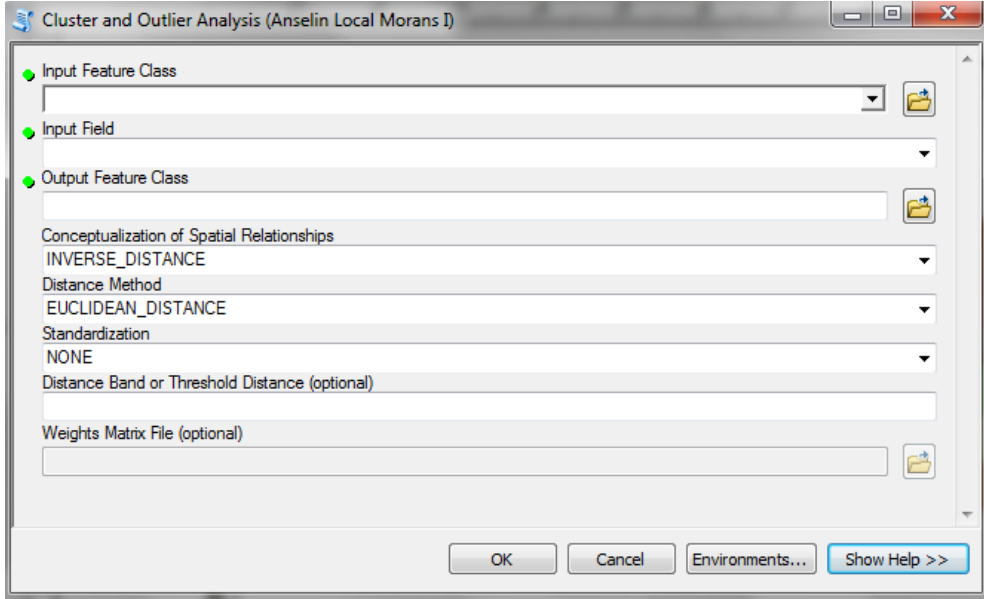 Cluster and Outlier Analysis (Anselin Local Morans I)
Input Feature Class
Input Field
Output Feature Class
Conceptualization of Spatial Relationships
INVERSE_DISTANCE
Distance Method
EUCLIDEAN_DISTANCE
Standardization
NONE
Distance Band or Threshold Distance (optional)
Weights Matrix File (optional)
OK Cancel Environments... Show Help >>